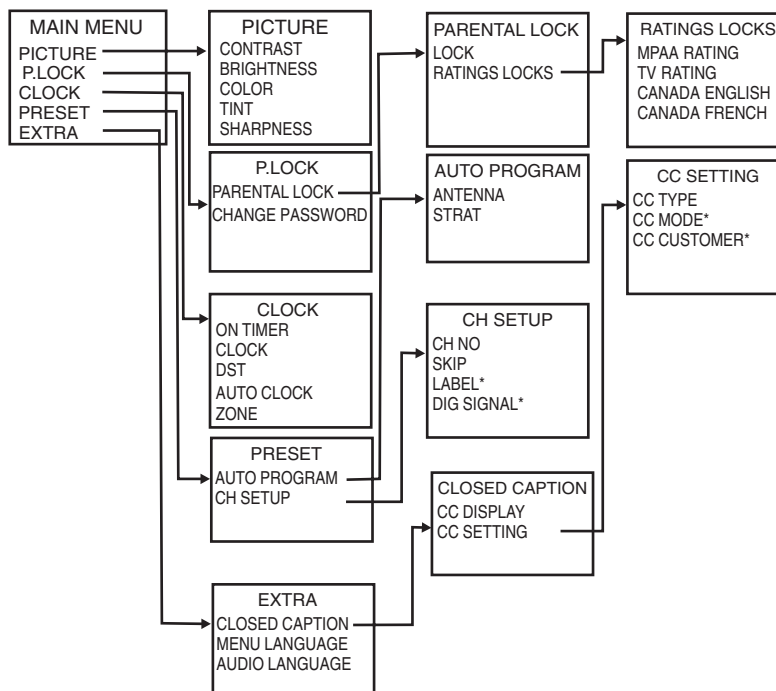 MAIN MENU
PICTURE
P.LOCK
CLOCK
PRESET
EXTRA
PICTURE
CONTRAST
BRIGHTNESS
COLOR
TINT
SHARPNESS
PARENTAL LOCK
LOCK
RATINGS LOCKS
RATINGS LOCKS
MPAA RATING
TV RATING
CANADA ENGLISH
CANADA FRENCH
P.LOCK
PARENTAL LOCK
CHANGE PASSWORD
AUTO PROGRAM
ANTENNA
STRAT
CC SETTING
CC TYPE
CC MODE*
CC CUSTOMER*
CLOCK
ON TIMER
CLOCK
DST
AUTO CLOCK
ZONE
CH SETUP
CH NO
SKIP
LABEL*
DIG SIGNAL*
PRESET
AUTO PROGRAM
CH SETUP
CLOSED CAPTION
CC DISPLAY
CC SETTING
EXTRA
CLOSED CAPTION
MENU LANGUAGE
AUDIO LANGUAGE